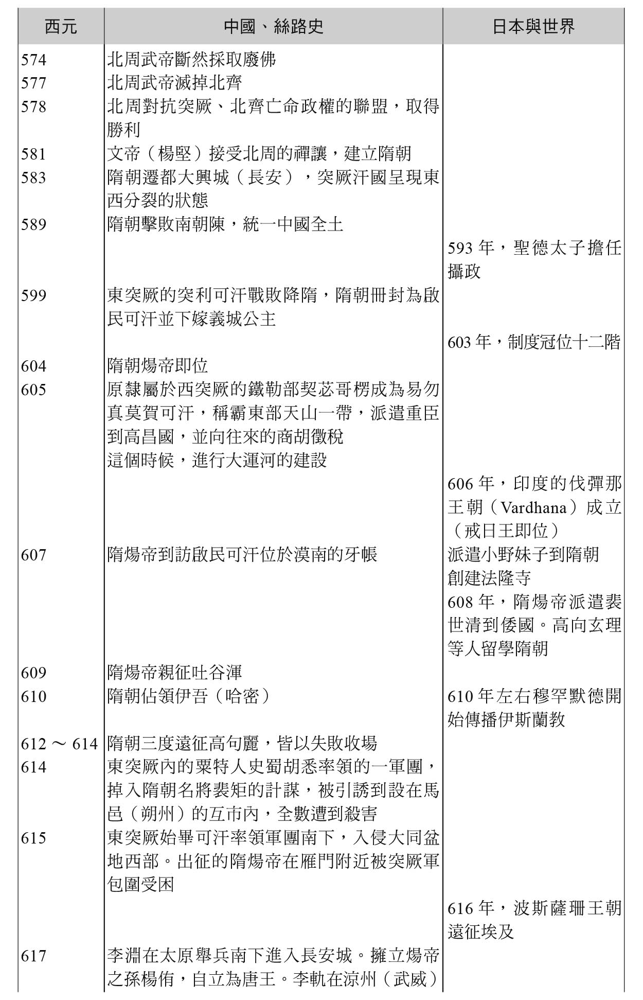 西元 中國、絲路史 日本與世界
574 北周武帝斷然採取廢佛
577 北周武帝滅掉北齊
578 北周對抗突厥、北齊亡命政權的聯盟，取得
勝利
581 文帝（楊堅）接受北周的禪讓，建立隋朝
583 隋朝遷都大興城（長安），突厥汗國呈現東
西分裂的狀態
589 隋朝擊敗南朝陳，統一中國全土
593 年，聖德太子擔任
攝政
599 東突厥的突利可汗戰敗降隋，隋朝冊封為啟
民可汗並下嫁義城公主
603 年，制度冠位十二階
604 隋朝煬帝即位
605 原隸屬於西突厥的鐵勒部契苾哥楞成為易勿
真莫賀可汗，稱霸東部天山一帶，派遣重臣
到高昌國，並向往來的商胡徵稅
這個時候，進行大運河的建設
606 年，印度的伐彈那
王朝（Vardhana）成立
（戒日王即位）
607 隋煬帝到訪啟民可汗位於漠南的牙帳 派遣小野妹子到隋朝
創建法隆寺
608 年，隋煬帝派遣裴
世清到倭國。高向玄理
等人留學隋朝
609 隋煬帝親征吐谷渾
610 隋朝佔領伊吾（哈密） 610 年左右穆罕默德開
始傳播伊斯蘭教
612 ～ 614 隋朝三度遠征高句麗，皆以失敗收場
614 東突厥內的粟特人史蜀胡悉率領的一軍團，
掉入隋朝名將裴矩的計謀，被引誘到設在馬
邑（朔州）的互市內，全數遭到殺害
615 東突厥始畢可汗率領軍團南下，入侵大同盆
地西部。出征的隋煬帝在雁門附近被突厥軍
包圍受困
616 年，波斯薩珊王朝
遠征埃及
617 李淵在太原舉兵南下進入長安城。擁立煬帝
之孫楊侑，自立為唐王。李軌在涼州（武威）